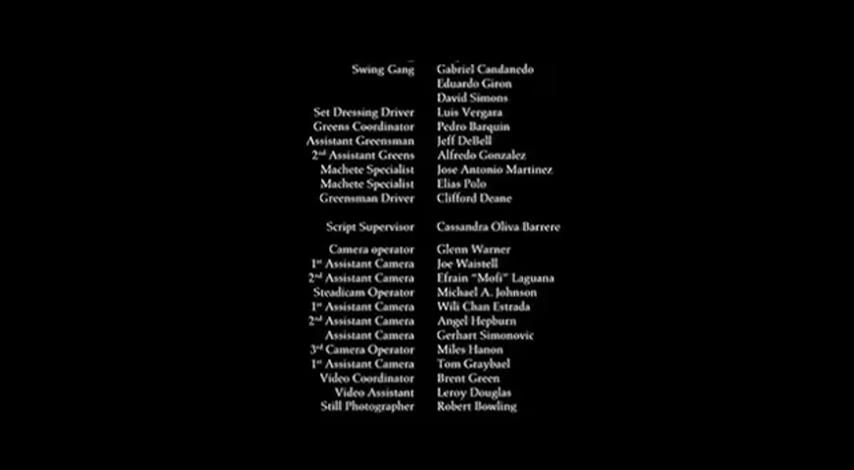 Swing Gang Gabriel Candanedo
Eduardo Giron
David Simons
Set Dressing Driver Luis Vergara
Greens Coordinator Pedro Barquin
Assistant Greensman Jeff DeBell
2nd Assistant Greens Alfredo Gonzalez
Machete Specialist Jose Antonio Martinez
Machete Specialist Elias Polo
Greensman Driver Clifford Deane
Script Supervisor Cassandra Oliva Barrere
Camera operator Glenn Warner
1st Assistant Camera Joe Waistell
2nd Assistant Camera Efrain "Mofi" Laguana
Steadicam Operator Michael A. Johnson
1st Assistant Camera Wili Chan Estrada
2nd Assistant Camera Angel Hepburn
Assistant Camera Gerhart Simonovic
3rd Camera Operator Miles Hanon
1st Assistant Camera Tom Graybael
Video Coordinator Brent Green
Video Assistant Leroy Douglas
Still Photographer Robert Bowling